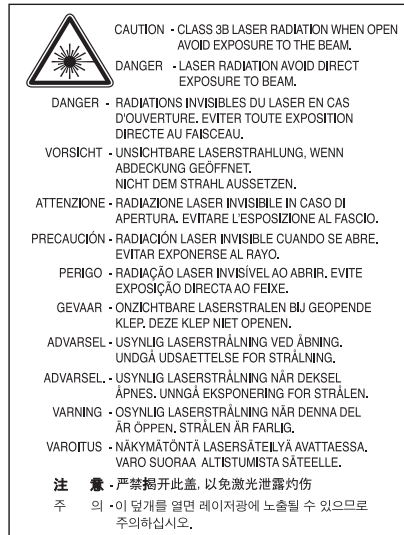 CAUTION - CLASS 3B LASER RADIATION WHEN OPEN
AVOID EXPOSURE TO THE BEAM.
DANGER - LASER RADIATION AVOID DIRECT
EXPOSURE TO BEAM.
DANGER - RADIATIONS INVISIBLES DU LASER EN CAS
D'OUVERTURE. EVITER TOUTE EXPOSITION
DIRECTE AU FAISCEAU.
VORSICHT - UNSICHTBARE LASERSTRAHLUNG, WENN
ABDECKUNG GEÖFFNET.
NICHT DEM STRAHL AUSSETZEN.
ATTENZIONE - RADIAZIONE LASER INVISIBILE IN CASO DI
APERTURA. EVITARE L'ESPOSIZIONE AL FASCIO.
PRECAUCIÓN - RADIACIÓN LASER INVISIBLE CUANDO SE ABRE.
EVITAR EXPONERSE AL RAYO.
PERIGO - RADIAÇÃO LASER INVISÍVEL AO ABRIR. EVITE
EXPOSIÇÃO DIRECTA AO FEIXE.
GEVAAR - ONZICHTBARE LASERSTRALEN BIJ GEOPENDE
KLEP. DEZE KLEP NIET OPENEN.
ADVARSEL - USYNLIG LASERSTRÅLNING VED ÅBNING.
UNDGÅ UDSAETTELSE FOR STRÅLNING.
ADVARSEL. - USYNLIG LASERSTRÅLNING NÅR DEKSEL
ÅPNES. UNNGÅ EKSPONERING FOR STRÅLEN.
VARNING - OSYNLIG LASERSTRÅLNING NÄR DENNA DEL
ÄR ÖPPEN. STRÅLEN ÄR FARLIG.
VAROITUS - NÄKYMÄTÖNTÄ LASERSÄTEILYÄ AVATTAESSA.
VARO SUORAA ALTISTUMISTA SÄTEELLE.
注 意 - 严禁揭开此盖, 以免激光泄露灼伤
주 의 - 이 덮개를 열면 레이저광에 노출될 수 있으므로
주의하십시오.